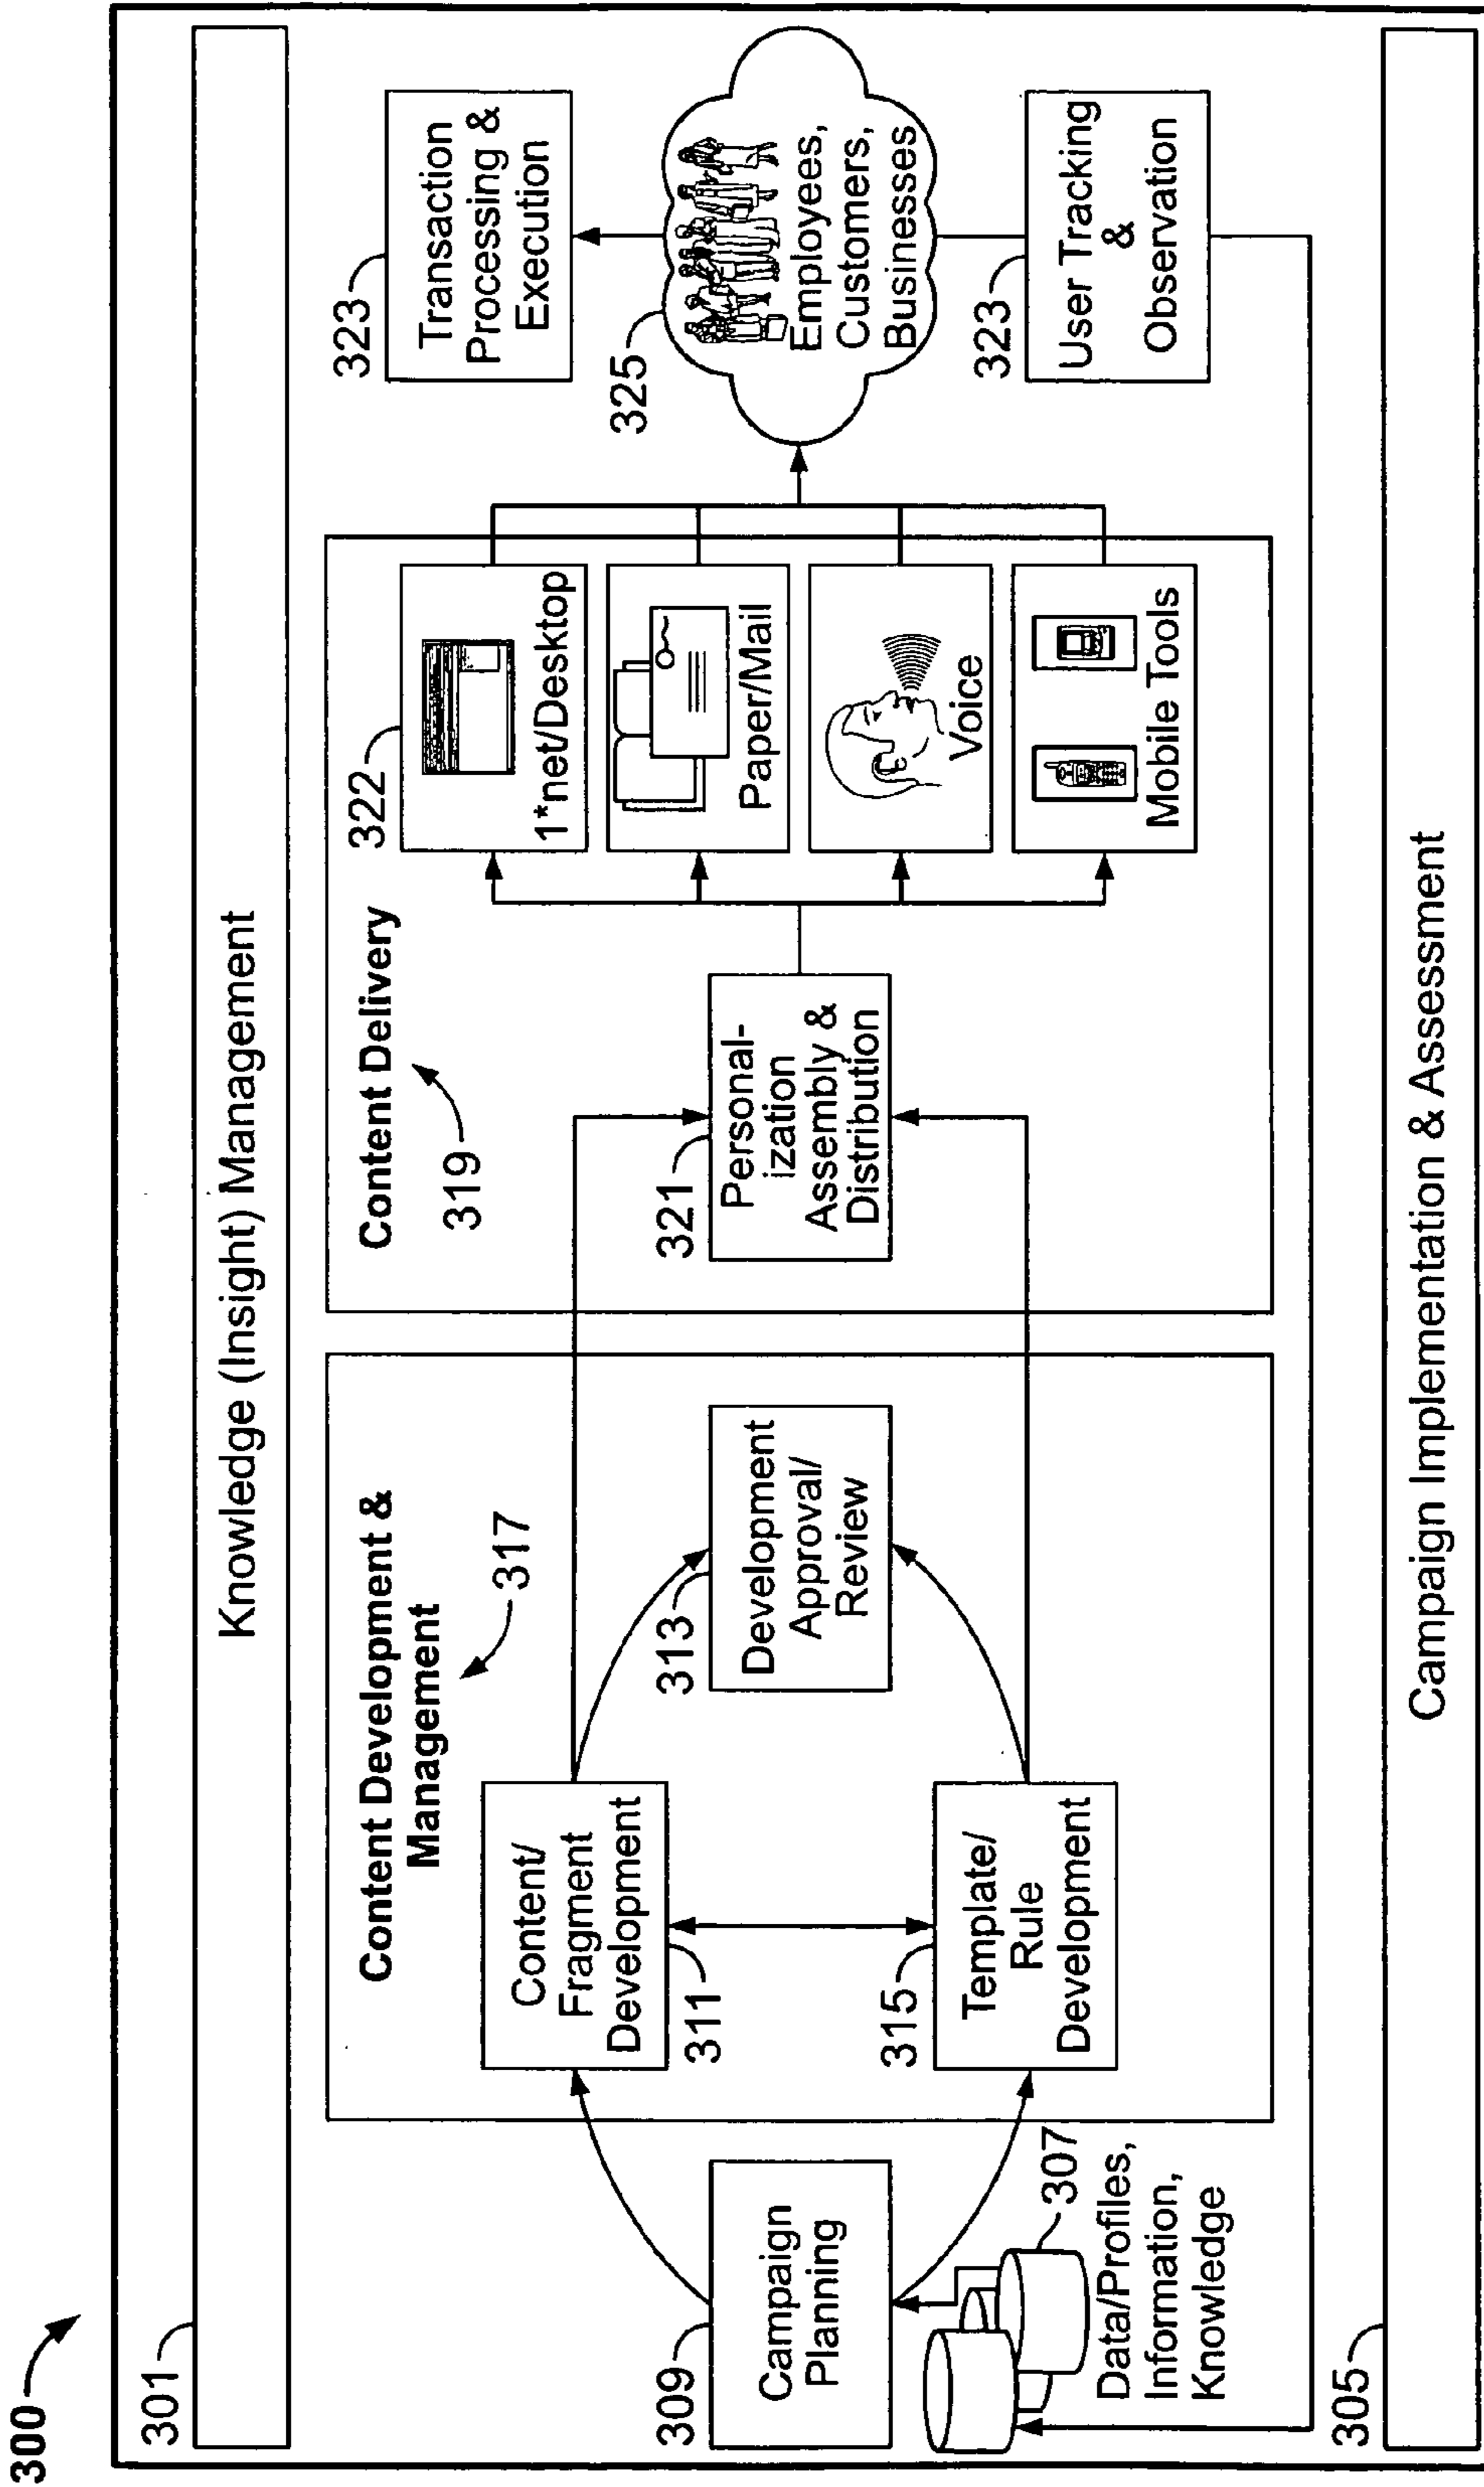 300
301
Knowledge (Insight) Management
309
Campaign
Planning
307
Data/Profiles,
Information,
Knowledge
Content Development &
Management
317
Content/
Fragment
Development
311
315
Template/
Rule
Development
313
Development
Approval/
Review
Content Delivery
319
321
Personal-
ization
Assembly &
Distribution
322
1*net/Desktop
Paper/Mail
Voice
Mobile Tools
323
Transaction
Processing &
Execution
325
Employees,
Customers,
Businesses
323
User Tracking
&
Observation
305
Campaign Implementation & Assessment